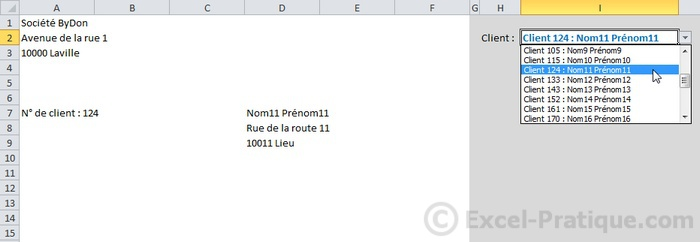 A B C D E F G H I
1 Société ByDon
2 Avenue de la rue 1 Client : Client 124 : Nom11 Prénom11
3 10000 Laville Client 105 : Nom9 Prénom9
Client 115 : Nom10 Prénom10
4 Client 124 : Nom11 Prénom11
5 Client 133 : Nom12 Prénom12
Client 143 : Nom13 Prénom13
6 Client 152 : Nom14 Prénom14
Client 161 : Nom15 Prénom15
7 N° de client : 124 Nom11 Prénom11 Client 170 : Nom16 Prénom16
8 Rue de la route 11
9 10011 Lieu
10
11
12
13
14 © Excel-Pratique.com
15